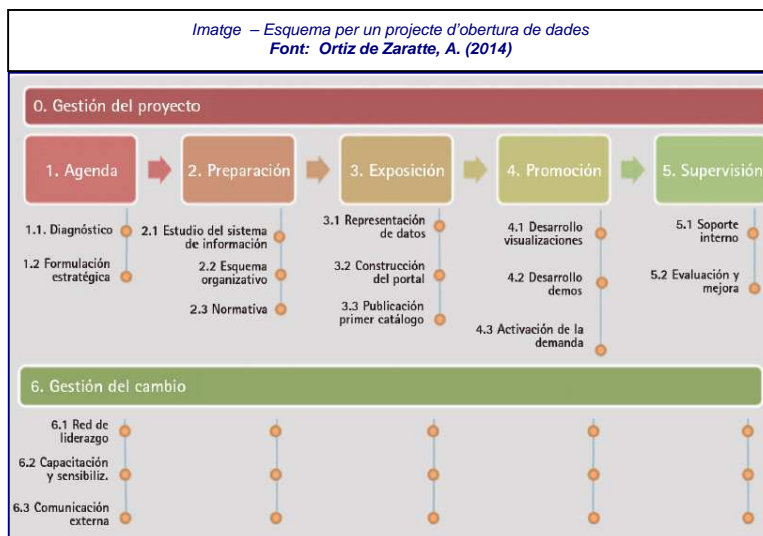 Imatge – Esquema per un projecte d'obertura de dades
Font: Ortiz de Zaratte, A. (2014)
0. Gestión del proyecto
1. Agenda
2. Preparación
3. Exposición
4. Promoción
5. Supervisión
1.1. Diagnóstico
1.2 Formulación
estratégica
2.1 Estudio del sistema
de información
2.2 Esquema
organizativo
2.3 Normativa
3.1 Representación
de datos
3.2 Construcción
del portal
3.3 Publicación
primer catálogo
4.1 Desarrollo
visualizaciones
4.2 Desarrollo
demos
4.3 Activación de la
demanda
5.1 Soporte
interno
5.2 Evaluación y
mejora
6. Gestión del cambio
6.1 Red de
liderazgo
6.2 Capacitación
y sensibiliz.
6.3 Comunicación
externa